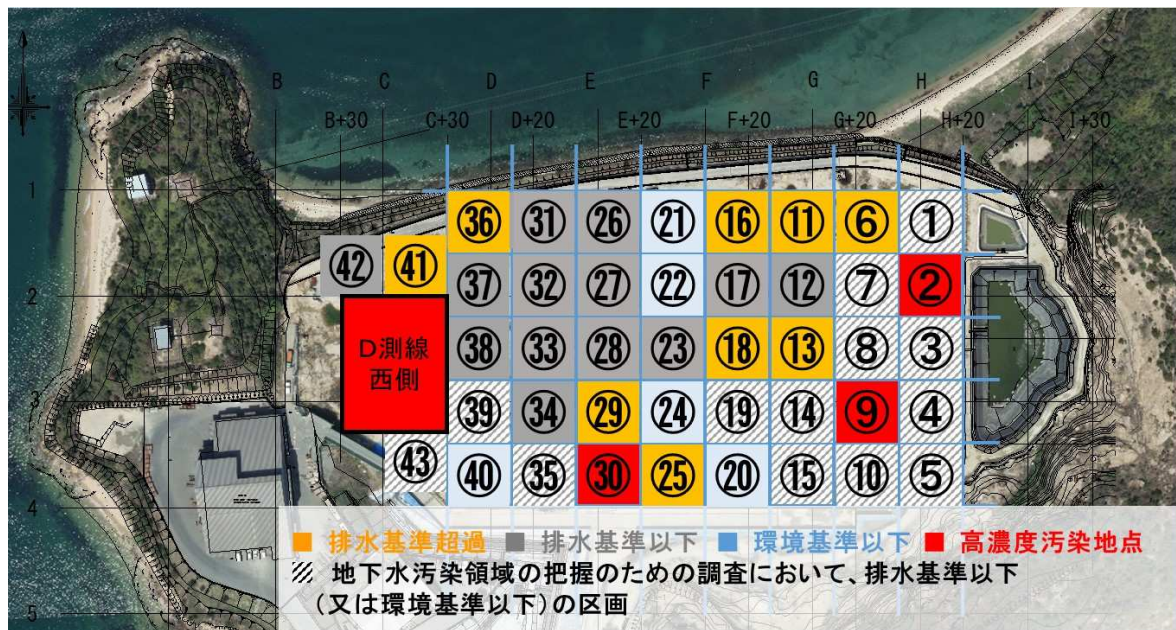 A B C D E F G H I
B+30 C+30 D+20 E+20 F+20 G+20 H+20 I+30
1
㊱ ㉛ ㉖ ㉑ ⑯ ⑪ ⑥ ①
㊷ ㊶ ㊲ ㉜ ㉗ ㉒ ⑰ ⑫ ⑦ ②
2
D測線
西側
㊳ ㉝ ㉘ ㉓ ⑱ ⑬ ⑧ ③
3
㊴ ㉞ ㉙ ㉔ ⑲ ⑭ ⑨ ④
㊸ ㊵ ㉟ ㉚ ㉕ ⑳ ⑮ ⑩ ⑤
4
排水基準超過 排水基準以下 環境基準以下 高濃度汚染地点
地下水汚染領域の把握のための調査において、排水基準以下
(又は環境基準以下)の区画
5